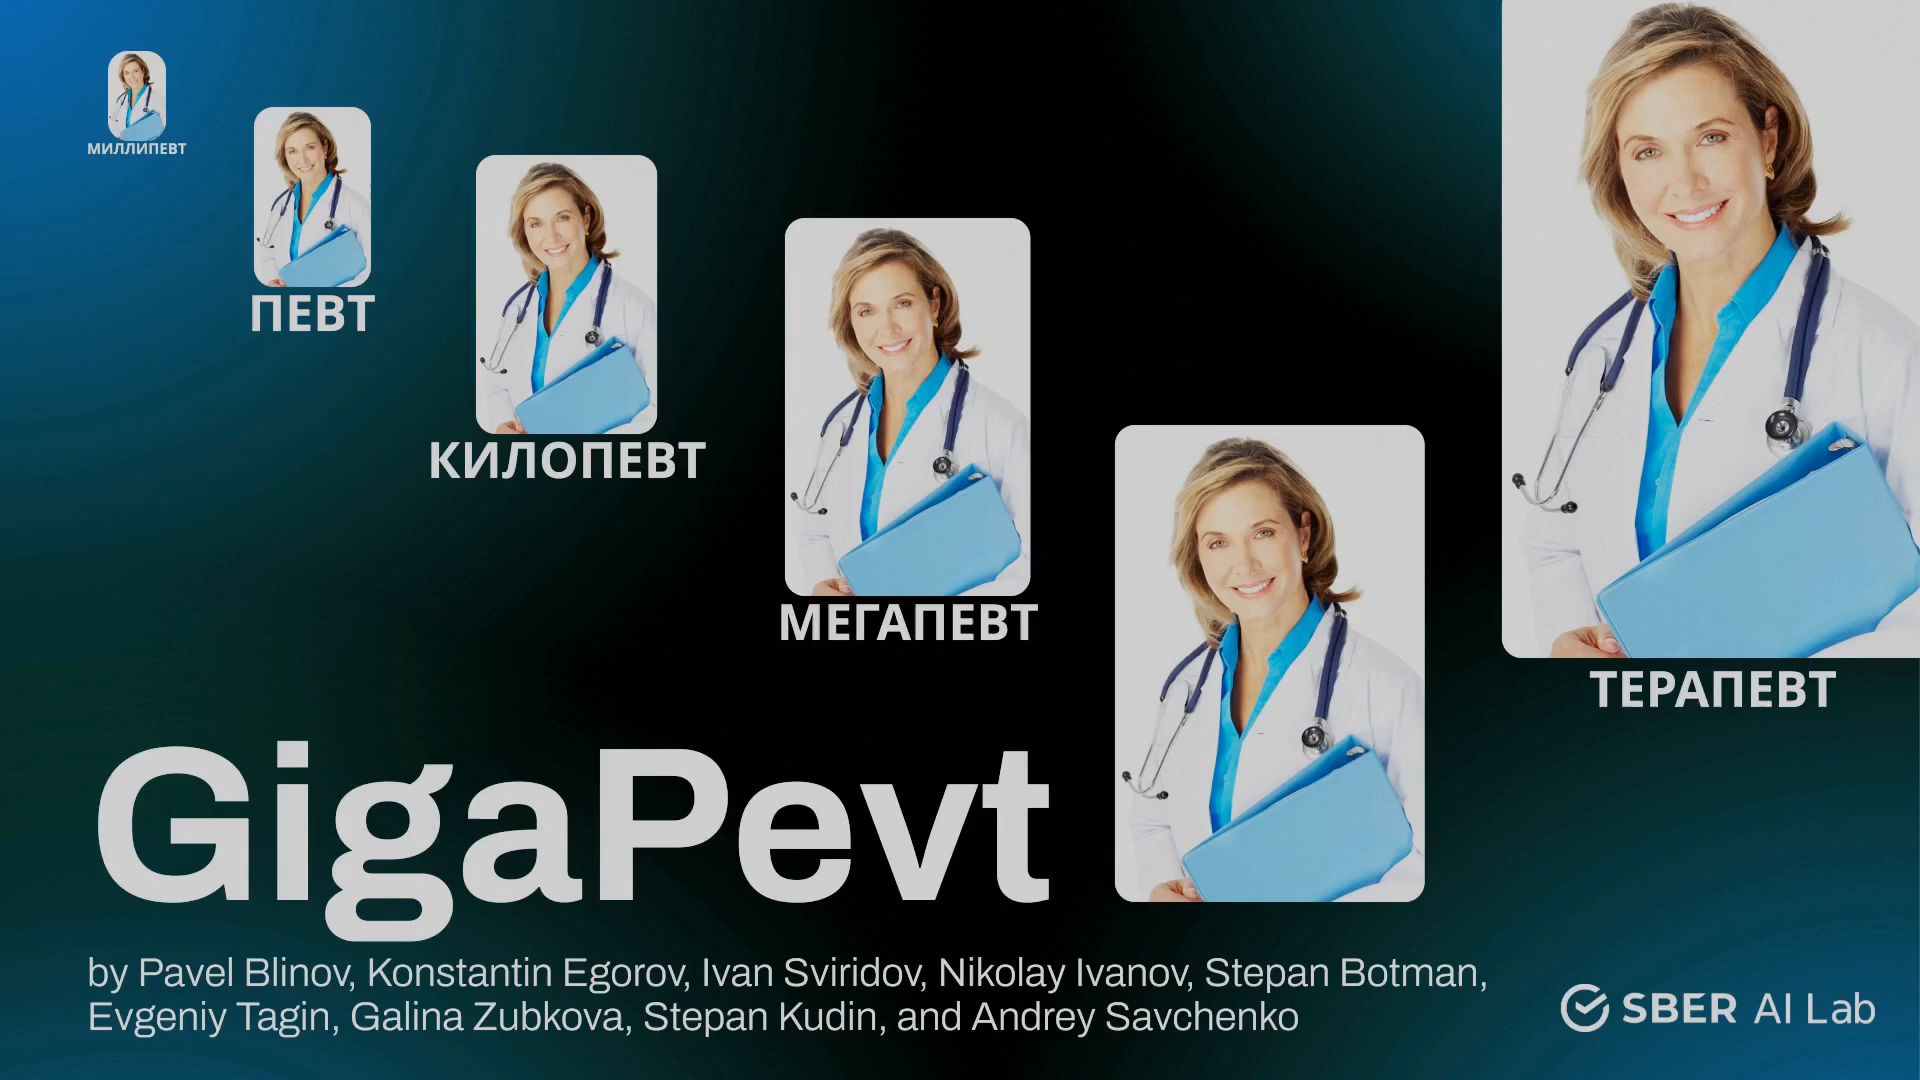 МИЛЛИПЕВТ
ПЕВТ
КИЛОПЕВТ
МЕГАПЕВТ
ТЕРАПЕВТ
GigaPevt
by Pavel Blinov, Konstantin Egorov, Ivan Sviridov, Nikolay Ivanov, Stepan Botman,
Evgeniy Tagin, Galina Zubkova, Stepan Kudin, and Andrey Savchenko
SBER AI Lab